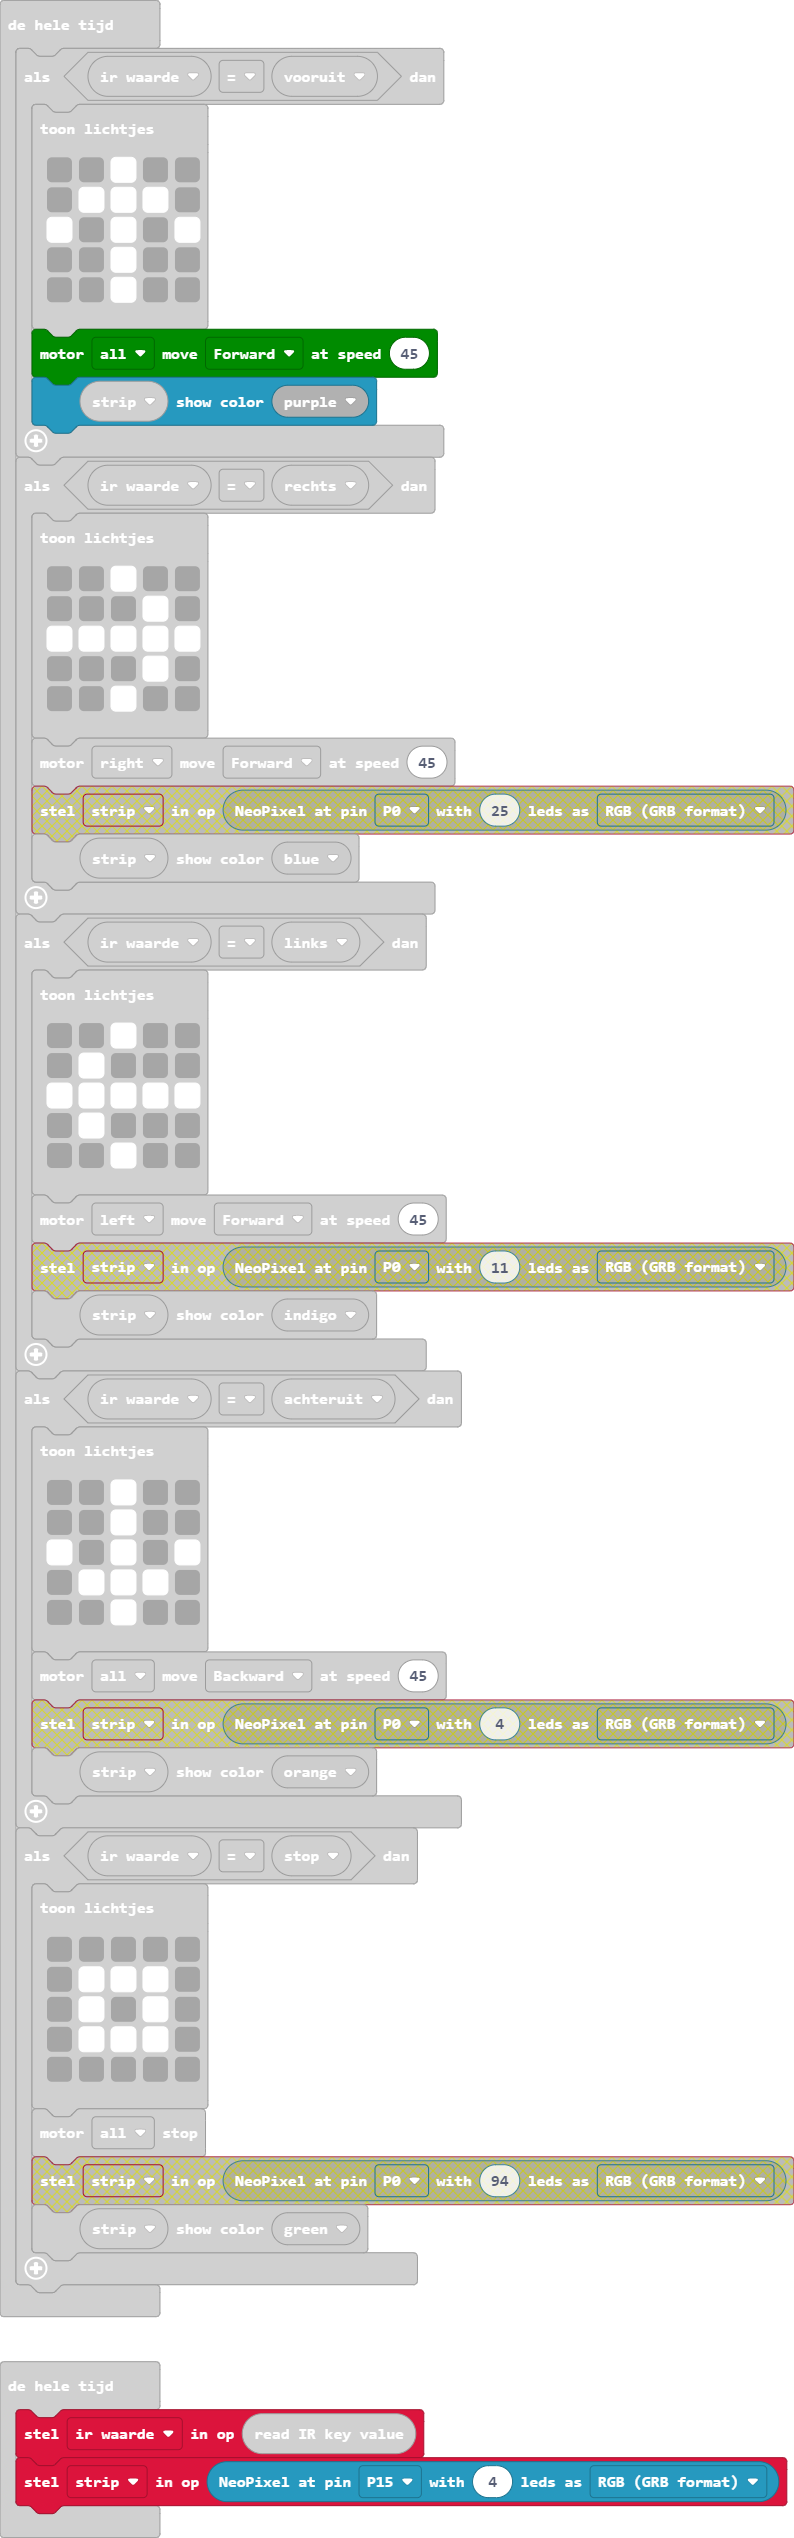 de hele tijd
als ir waarde = vooruit dan
toon lichtjes
motor all move Forward at speed 45
strip show color purple
als ir waarde = rechts dan
toon lichtjes
motor right move Forward at speed 45
stel strip in op NeoPixel at pin P0 with 25 leds as RGB (GRB format)
strip show color blue
als ir waarde = links dan
toon lichtjes
motor left move Forward at speed 45
stel strip in op NeoPixel at pin P0 with 11 leds as RGB (GRB format)
strip show color indigo
als ir waarde = achteruit dan
toon lichtjes
motor all move Backward at speed 45
stel strip in op NeoPixel at pin P0 with 4 leds as RGB (GRB format)
strip show color orange
als ir waarde = stop dan
toon lichtjes
motor all stop
stel strip in op NeoPixel at pin P0 with 94 leds as RGB (GRB format)
strip show color green
de hele tijd
stel ir waarde in op read IR key value
stel strip in op NeoPixel at pin P15 with 4 leds as RGB (GRB format)